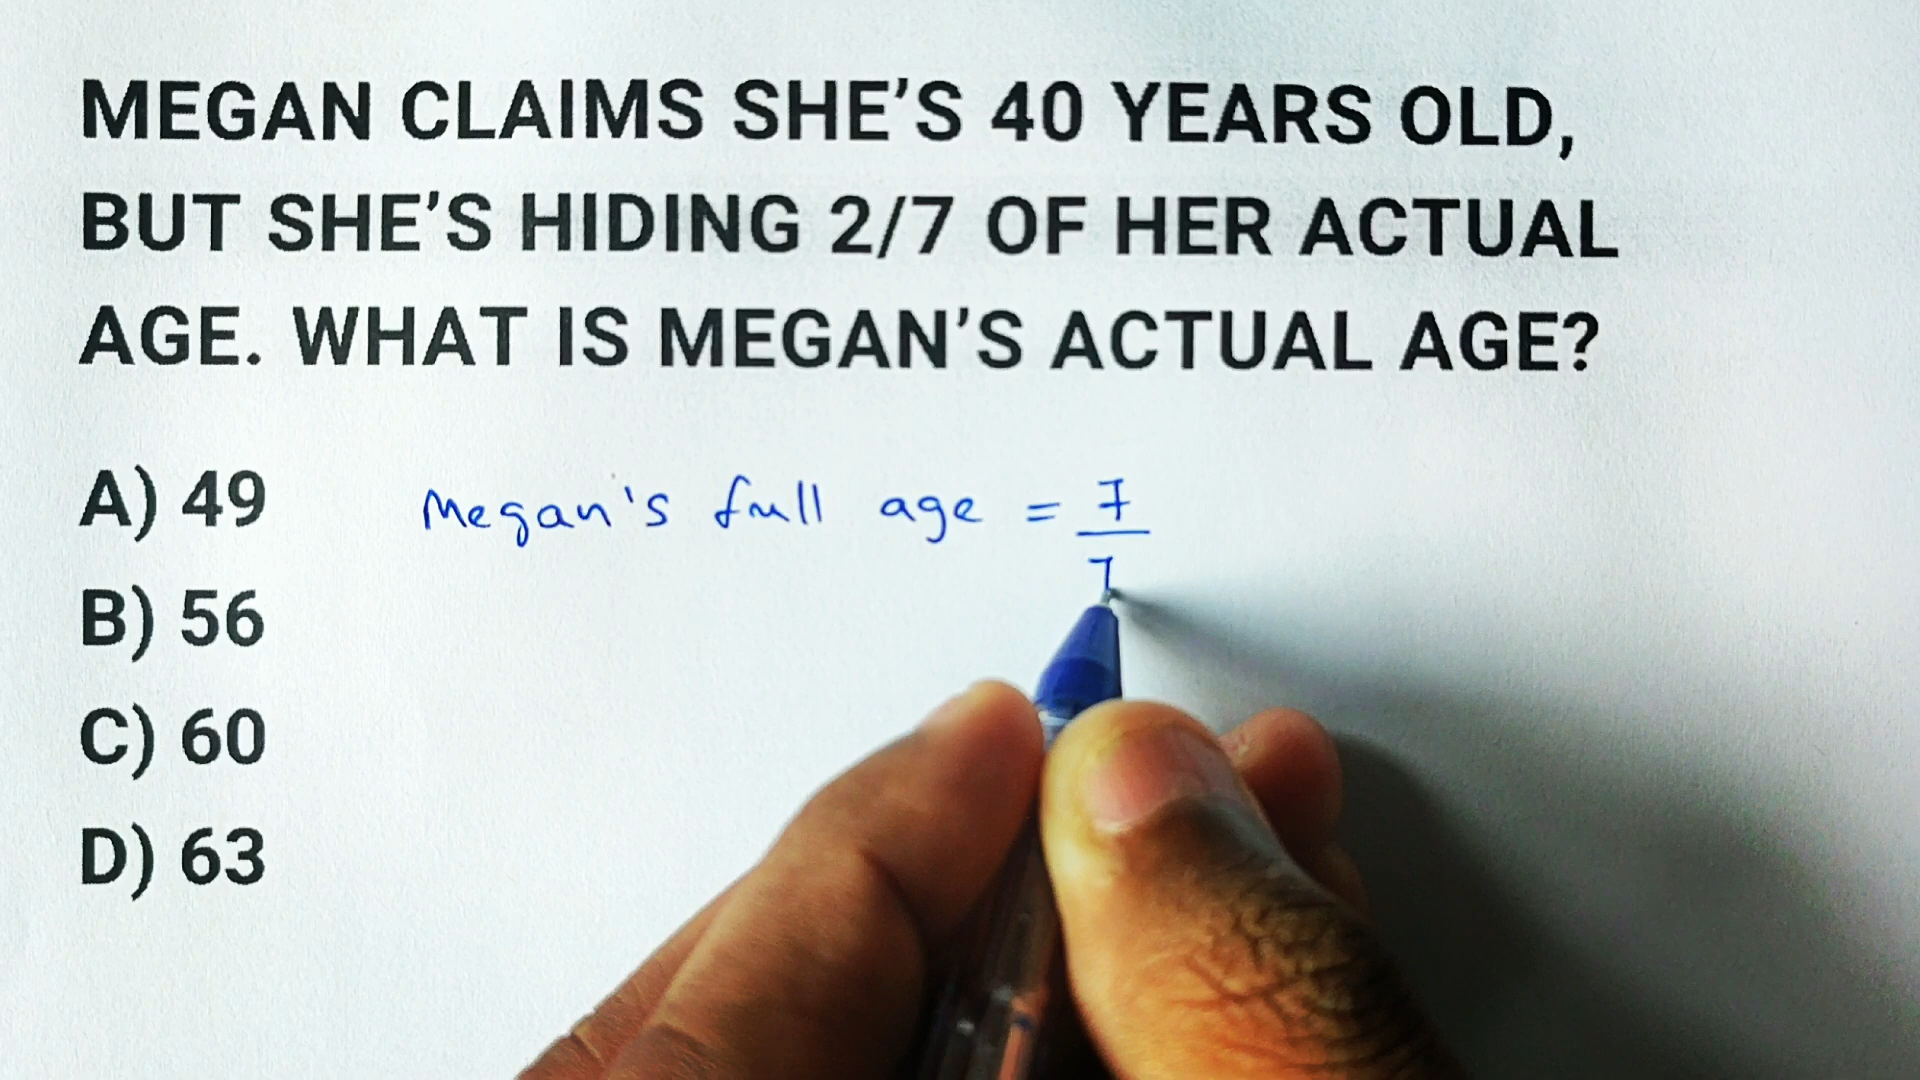 MEGAN CLAIMS SHE'S 40 YEARS OLD,
BUT SHE'S HIDING 2/7 OF HER ACTUAL
AGE. WHAT IS MEGAN'S ACTUAL AGE?
A) 49
Megan's full age = 7/7
B) 56
C) 60
D) 63